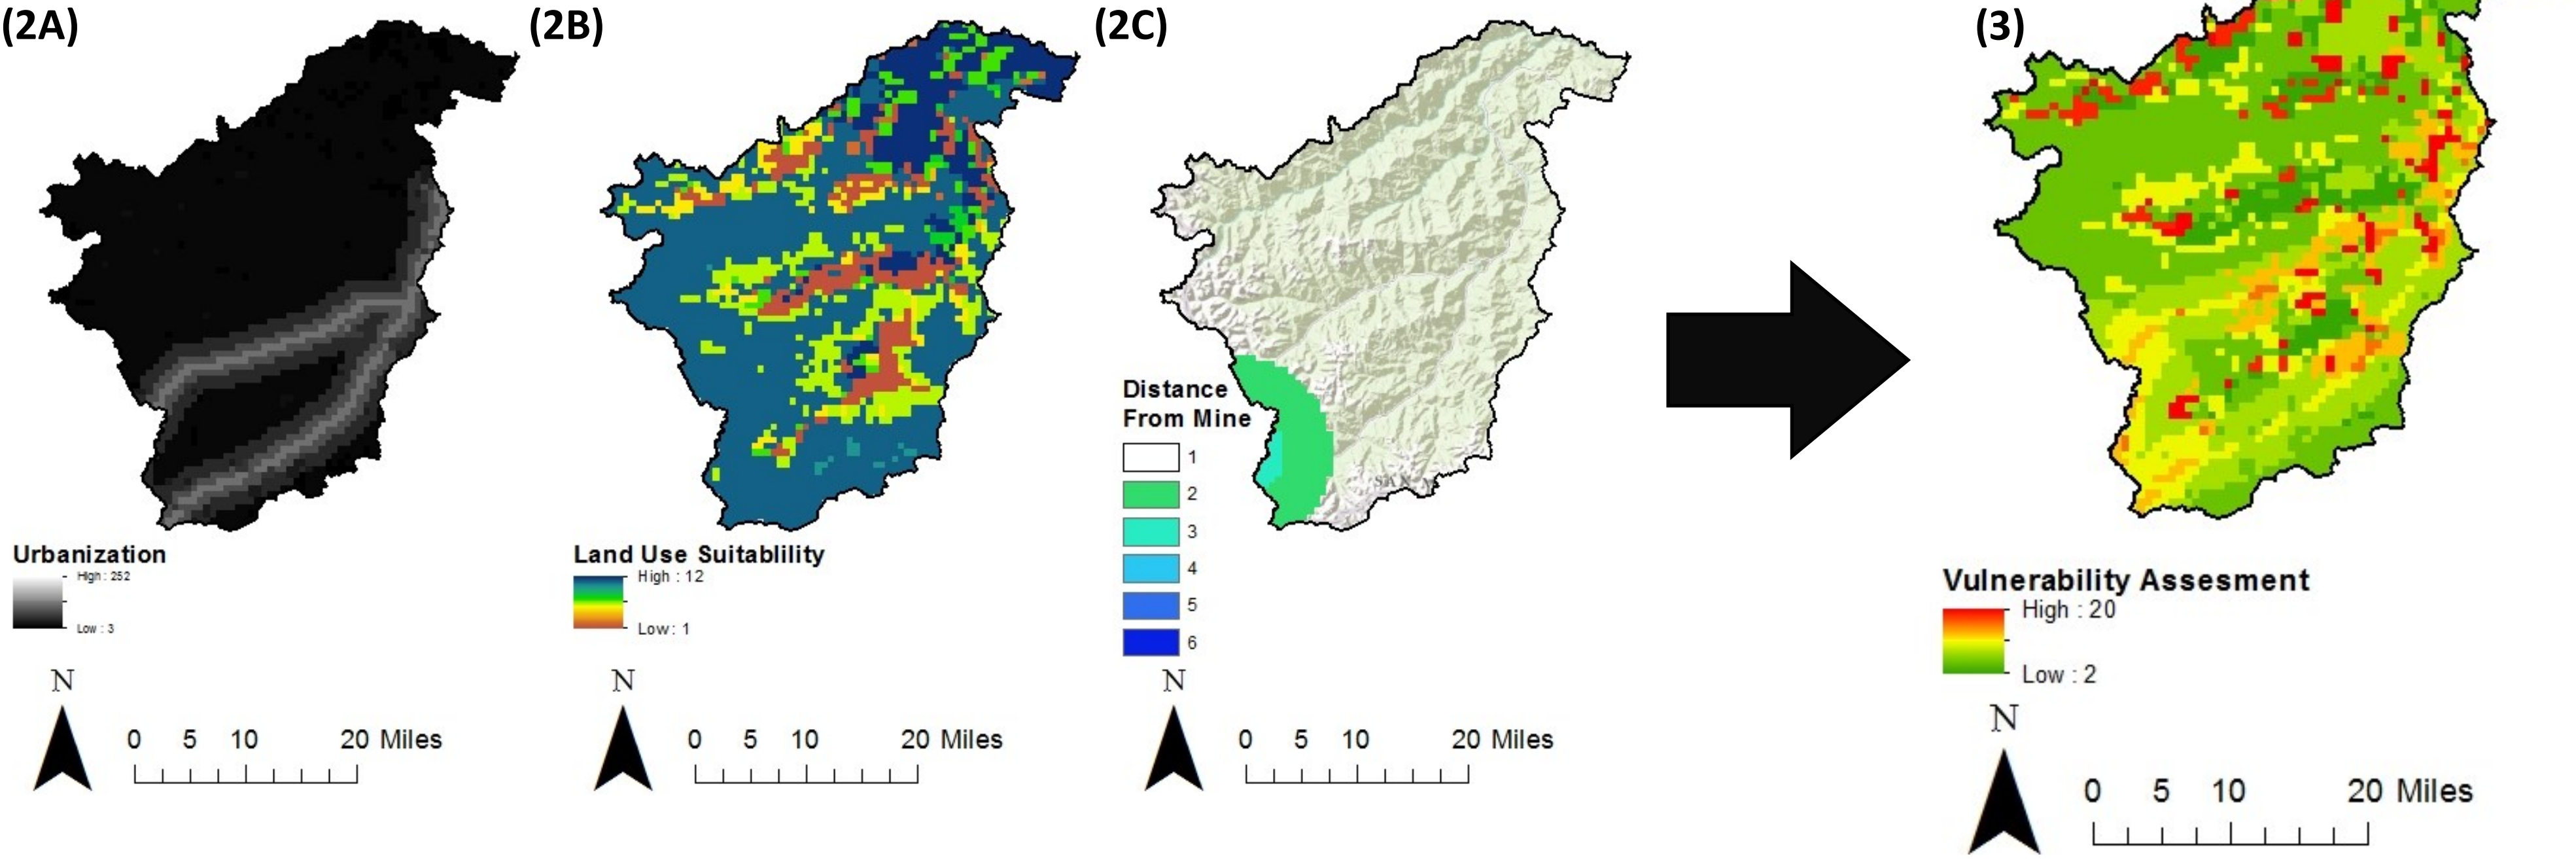 (2A)
Urbanization
High : 252
Low : 3
N
0 5 10 20 Miles
(2B)
Land Use Suitablility
High : 12
Low : 1
N
0 5 10 20 Miles
(2C)
SAN
Distance
From Mine
1
2
3
4
5
6
N
0 5 10 20 Miles
(3)
Vulnerability Assesment
High : 20
Low : 2
N
0 5 10 20 Miles